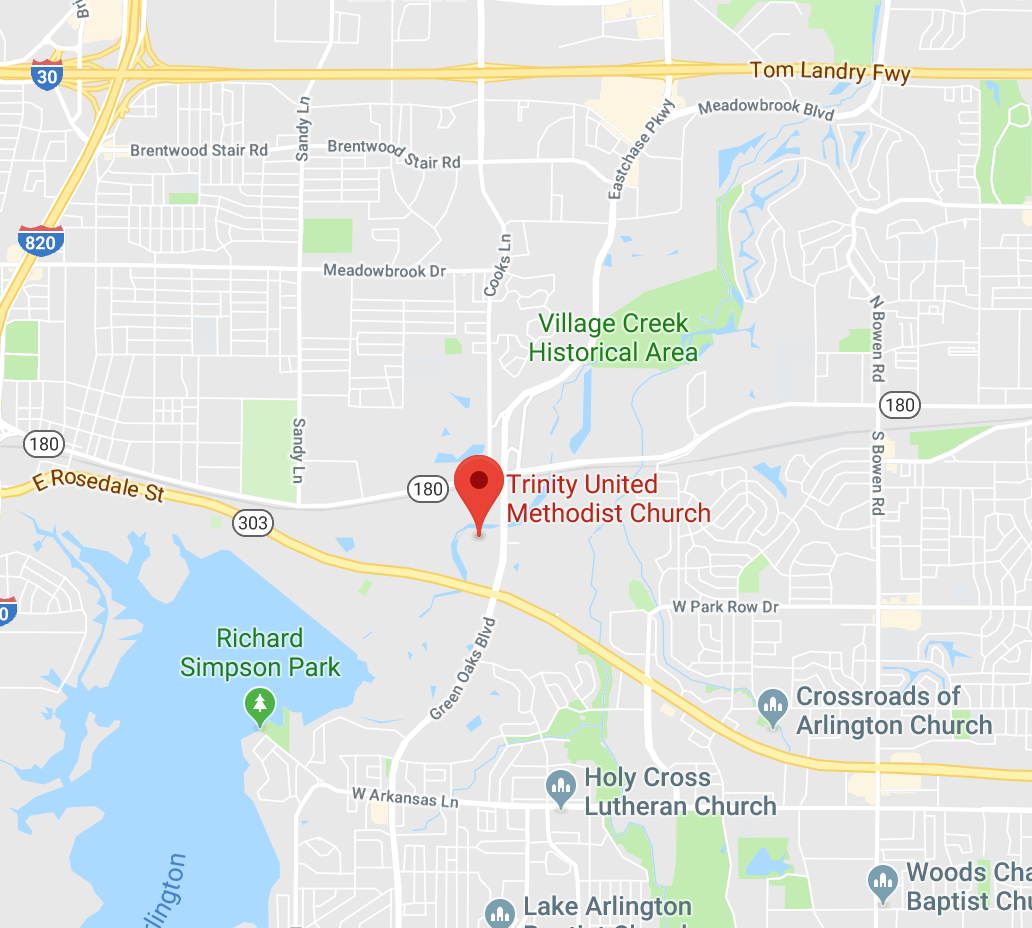 30
Tom Landry Fwy
Meadowbrook Blvd
Sandy Ln
Brentwood Stair Rd
Brentwood Stair Rd
Eastchase Pkwy
820
Meadowbrook Dr
Cooks Ln
Village Creek
Historical Area
N Bowen Rd
180
180
Sandy Ln
S Bowen Rd
E Rosedale St
180
Trinity United
Methodist Church
303
W Park Row Dr
Richard
Simpson Park
Green Oaks Blvd
Crossroads of
Arlington Church
Holy Cross
Lutheran Church
W Arkansas Ln
Woods Cha
Baptist Chu
Lake Arlington